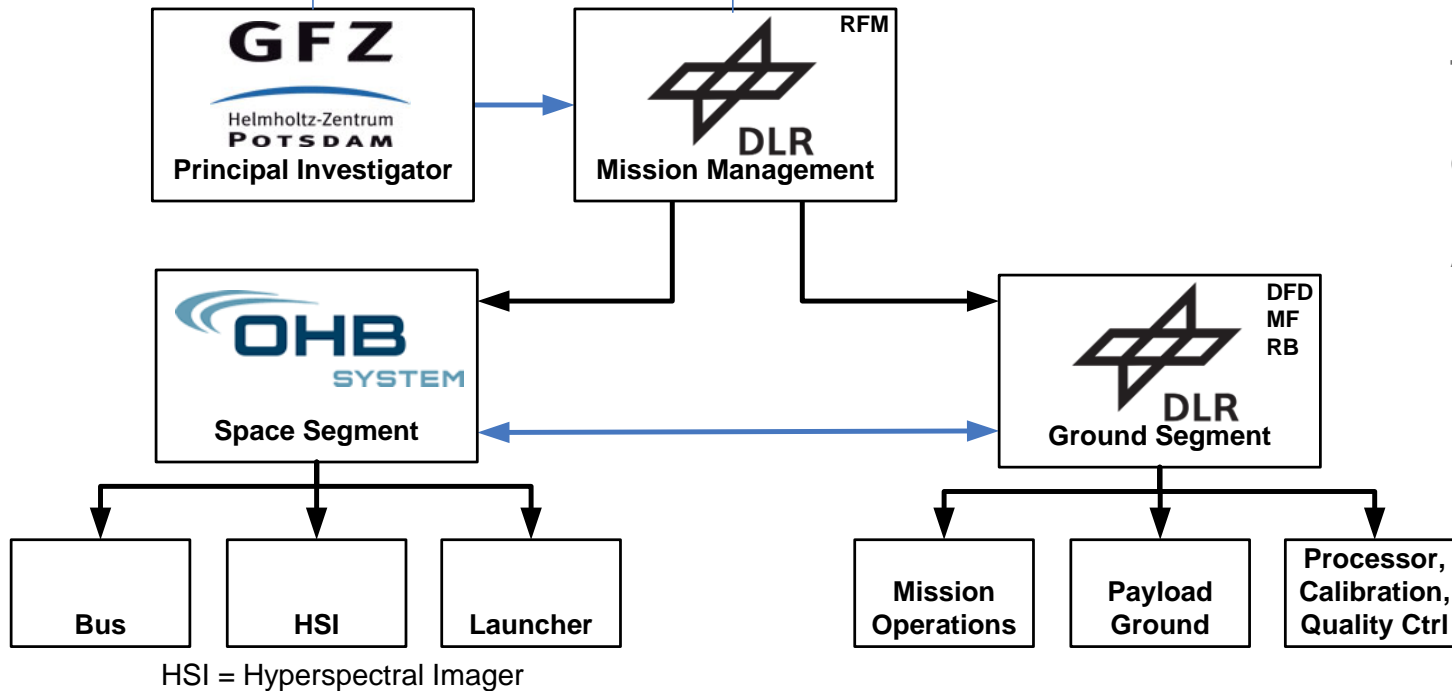 GFZ
Helmholtz-Zentrum
POTSDAM
Principal Investigator
RFM
DLR
Mission Management
OHB
SYSTEM
Space Segment
DFD
MF
RB
DLR
Ground Segment
Bus
HSI
Launcher
Mission
Operations
Payload
Ground
Processor,
Calibration,
Quality Ctrl
HSI = Hyperspectral Imager